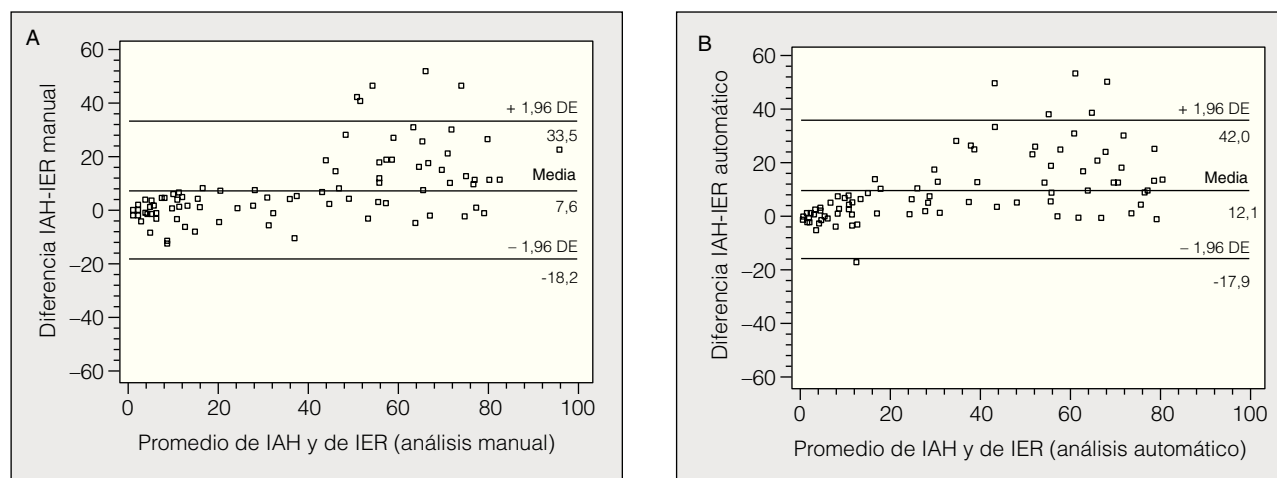 A
Diferencia IAH-IER manual
60
40
20
0
–20
–40
–60
+ 1,96 DE
33,5
Media
7,6
– 1,96 DE
-18,2
0 20 40 60 80 100
Promedio de IAH y de IER (análisis manual)
B
Diferencia IAH-IER automático
60
40
20
0
–20
–40
–60
+ 1,96 DE
42,0
Media
12,1
– 1,96 DE
-17,9
0 20 40 60 80 100
Promedio de IAH y de IER (análisis automático)